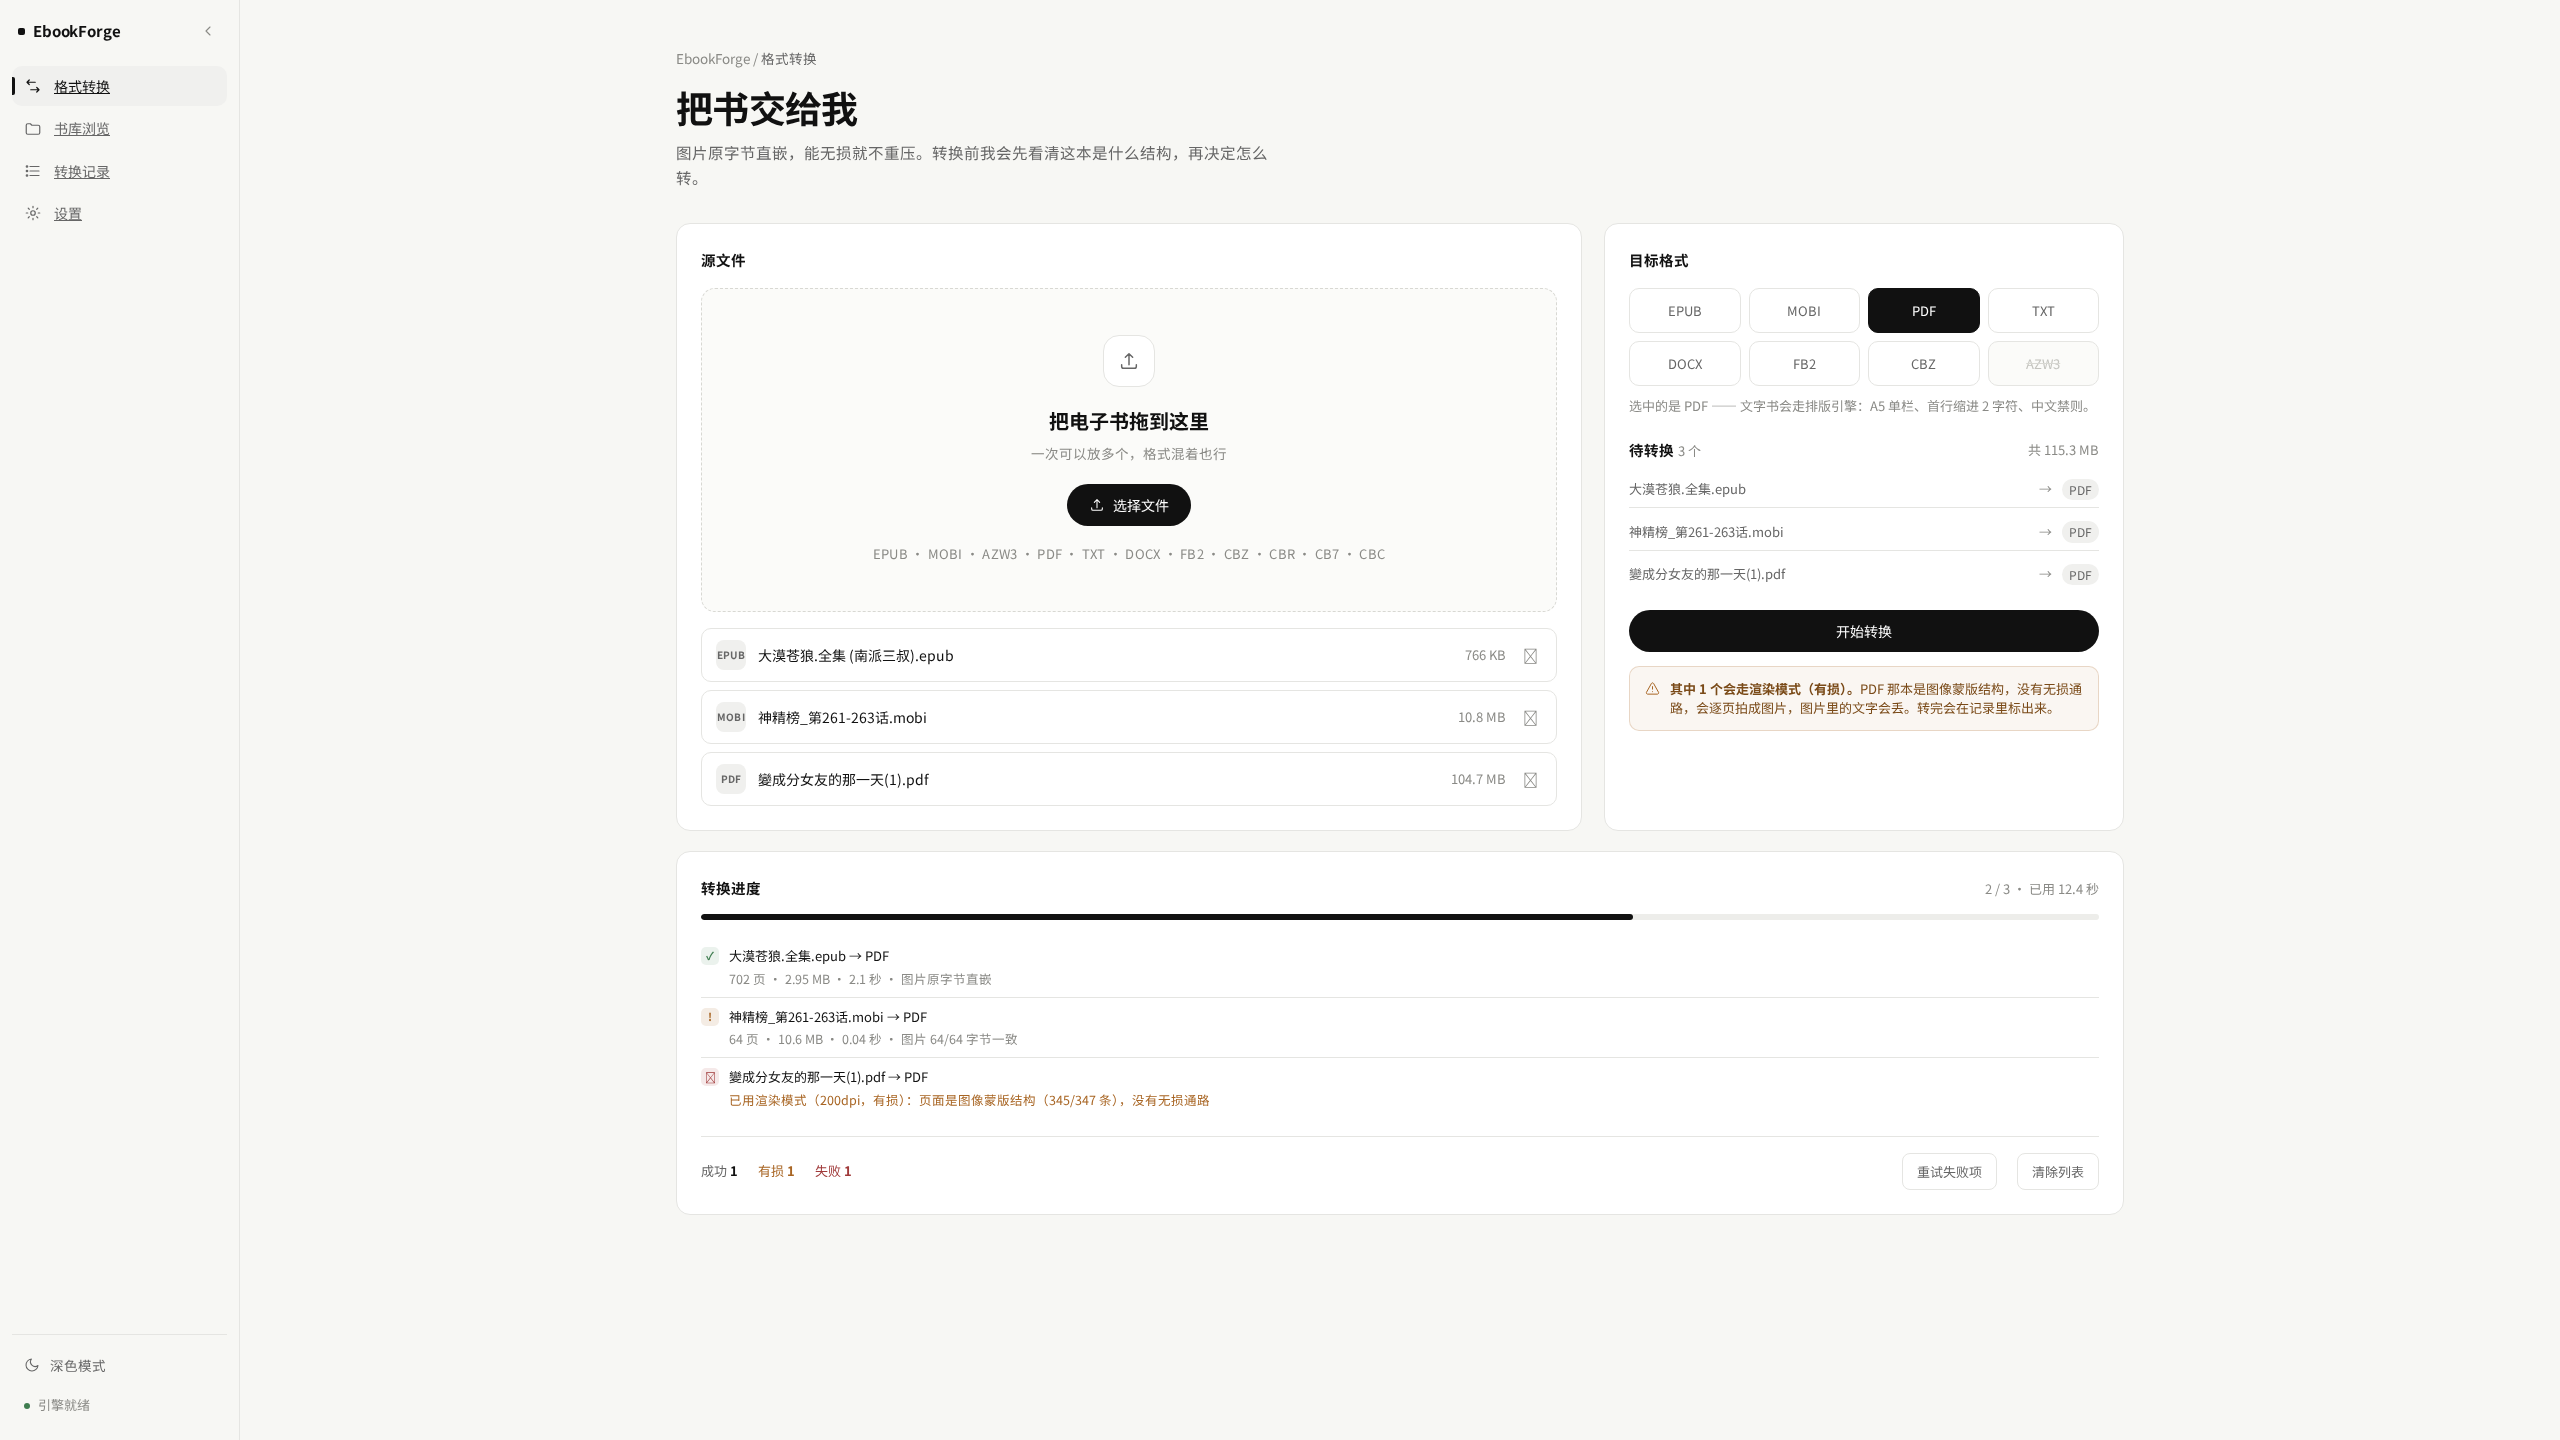 EbookForge
格式转换
书库浏览
转换记录
设置
深色模式
引擎就绪
EbookForge / 格式转换
把书交给我
图片原字节直嵌，能无损就不重压。转换前我会先看清这本是什么结构，再决定怎么
转。
源文件
把电子书拖到这里
一次可以放多个，格式混着也行
选择文件
EPUB · MOBI · AZW3 · PDF · TXT · DOCX · FB2 · CBZ · CBR · CB7 · CBC
EPUB 大漠苍狼.全集 (南派三叔).epub 766 KB
MOBI 神精榜_第261-263话.mobi 10.8 MB
PDF 變成分女友的那一天(1).pdf 104.7 MB
目标格式
EPUB MOBI PDF TXT
DOCX FB2 CBZ AZW3
选中的是 PDF —— 文字书会走排版引擎：A5 单栏、首行缩进 2 字符、中文禁则。
待转换 3 个 共 115.3 MB
大漠苍狼.全集.epub → PDF
神精榜_第261-263话.mobi → PDF
變成分女友的那一天(1).pdf → PDF
开始转换
其中 1 个会走渲染模式（有损）。PDF 那本是图像蒙版结构，没有无损通
路，会逐页拍成图片，图片里的文字会丢。转完会在记录里标出来。
转换进度 2 / 3 · 已用 12.4 秒
✓ 大漠苍狼.全集.epub → PDF
702 页 · 2.95 MB · 2.1 秒 · 图片原字节直嵌
! 神精榜_第261-263话.mobi → PDF
64 页 · 10.6 MB · 0.04 秒 · 图片 64/64 字节一致
變成分女友的那一天(1).pdf → PDF
已用渲染模式（200dpi，有损）：页面是图像蒙版结构（345/347 条），没有无损通路
成功 1 有损 1 失败 1
重试失败项 清除列表